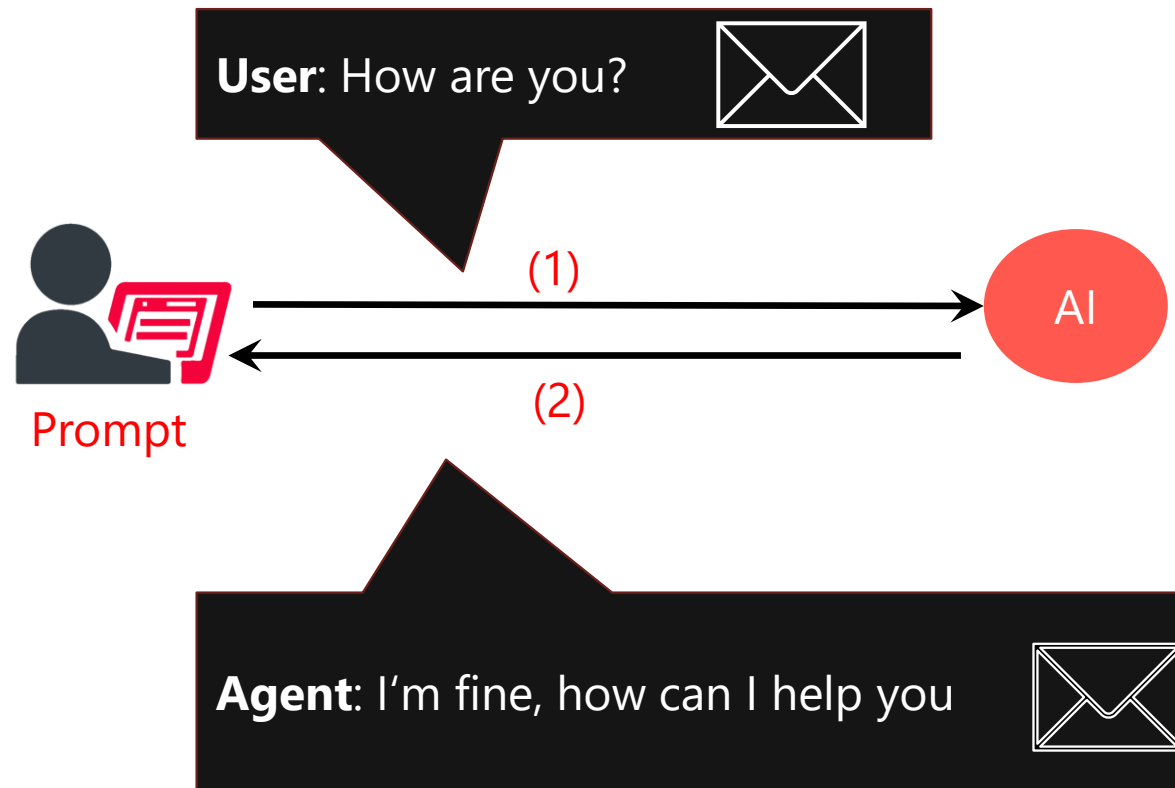 User: How are you?
(1)
AI
(2)
Prompt
Agent: I‘m fine, how can I help you